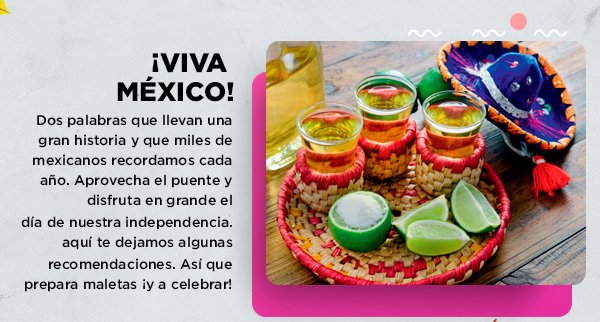 ¡VIVA
MÉXICO!
Dos palabras que llevan una
gran historia y que miles de
mexicanos recordamos cada
año. Aprovecha el puente y
disfruta en grande el
día de nuestra independencia.
aquí te dejamos algunas
recomendaciones. Así que
prepara maletas ¡y a celebrar!